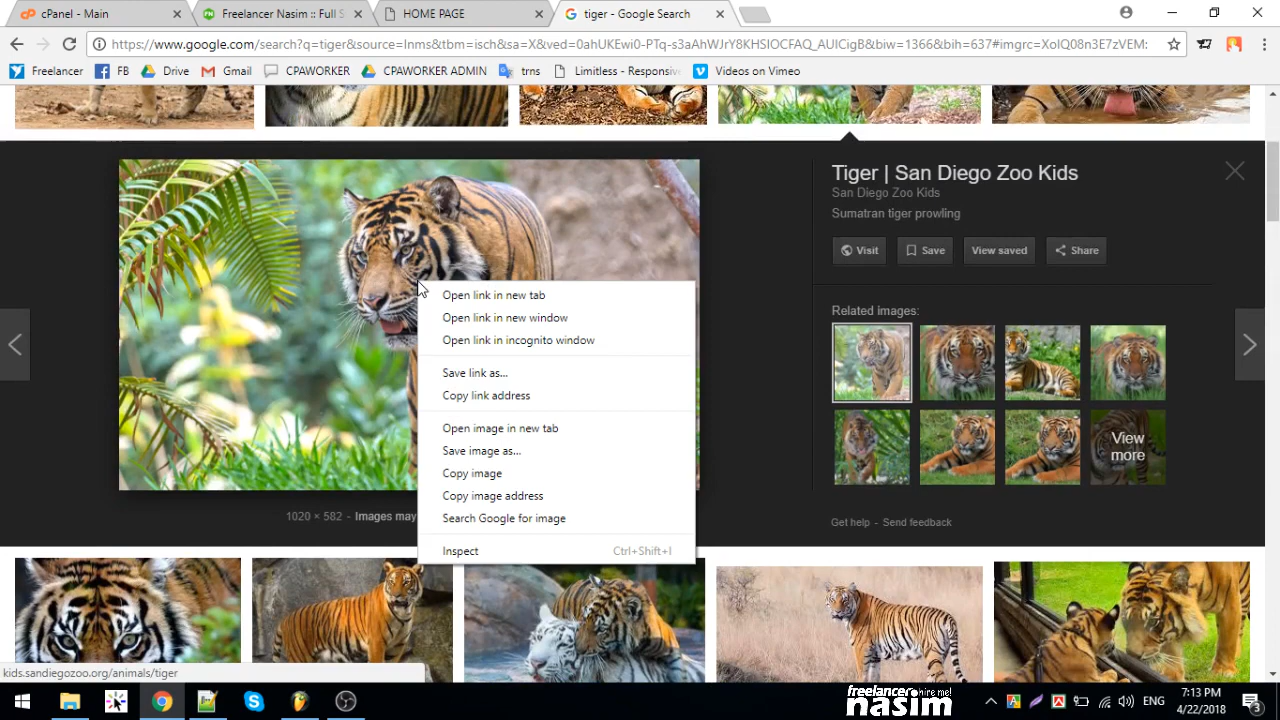 cPanel - Main
Freelancer Nasim :: Full S
HOME PAGE
tiger - Google Search
https://www.google.com/search?q=tiger&source=lnms&tbm=isch&sa=X&ved=0ahUKEwi0-PTq-s3aAhWJrY8KHSIOCFAQ_AUICigB&biw=1366&bih=637#imgrc=XoIQ08n3E7zVEM:
Freelancer
FB
Drive
Gmail
CPAWORKER
CPAWORKER ADMIN
trns
Limitless - Responsiv
Videos on Vimeo
Tiger | San Diego Zoo Kids
San Diego Zoo Kids
Sumatran tiger prowling
Visit
Save
View saved
Share
Related images:
View
more
Get help - Send feedback
1020 × 582 - Images may
Open link in new tab
Open link in new window
Open link in incognito window
Save link as...
Copy link address
Open image in new tab
Save image as...
Copy image
Copy image address
Search Google for image
Inspect Ctrl+Shift+I
kids.sandiegozoo.org/animals/tiger
freelancer hire me!
nasim
ENG
7:13 PM
4/22/2018
3